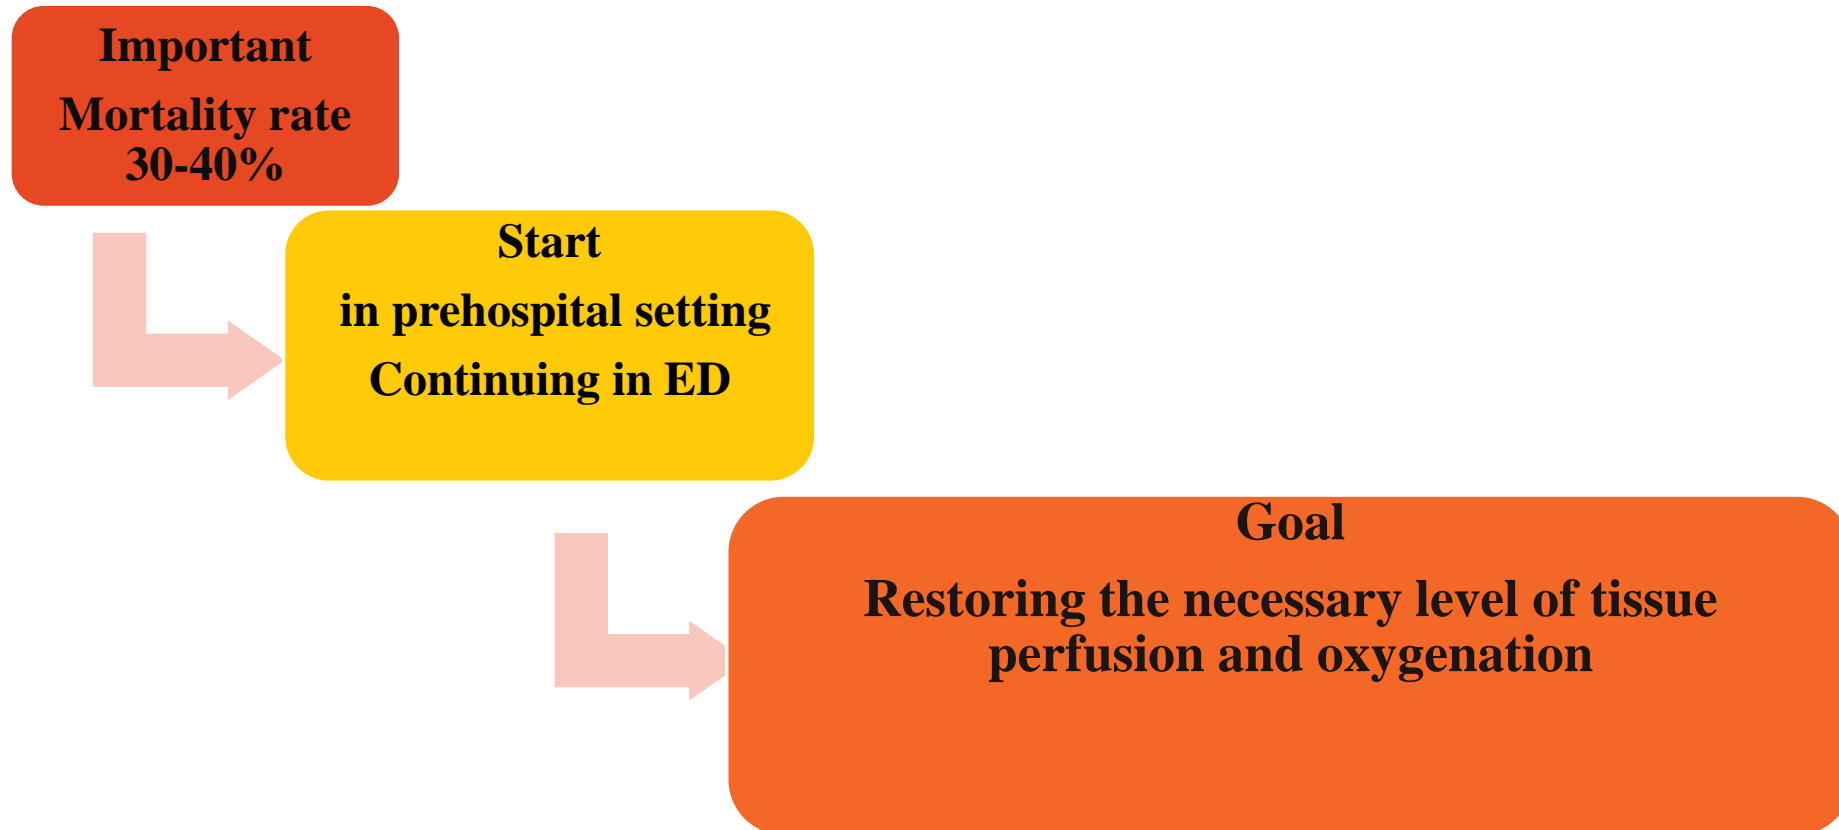 Important
Mortality rate
30-40%
Start
in prehospital setting
Continuing in ED
Goal
Restoring the necessary level of tissue
perfusion and oxygenation